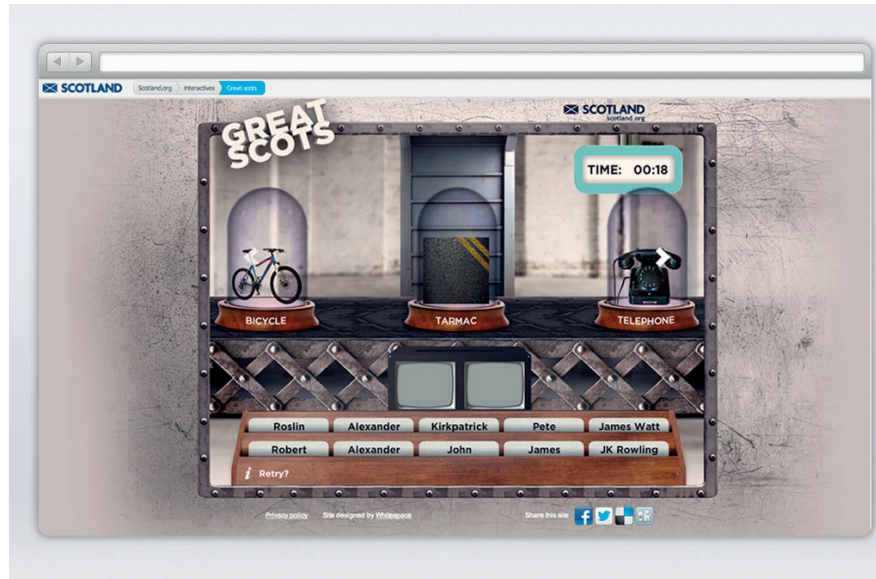 SCOTLAND
Scotland.org Interactives Great scots
SCOTLAND
scotland.org
GREAT
SCOTS
TIME: 00:18
BICYCLE
TARMAC
TELEPHONE
Roslin Alexander Kirkpatrick Pete James Watt
Robert Alexander John James JK Rowling
i Retry?
Privacy policy Site designed by Whitespace Share this site